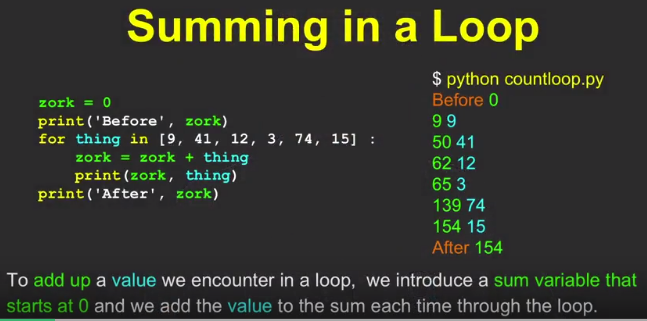 Summing in a Loop
zork = 0
print('Before', zork)
for thing in [9, 41, 12, 3, 74, 15] :
    zork = zork + thing
    print(zork, thing)
print('After', zork)
$ python countloop.py
Before 0
9 9
50 41
62 12
65 3
139 74
154 15
After 154
To add up a value we encounter in a loop, we introduce a sum variable that
starts at 0 and we add the value to the sum each time through the loop.